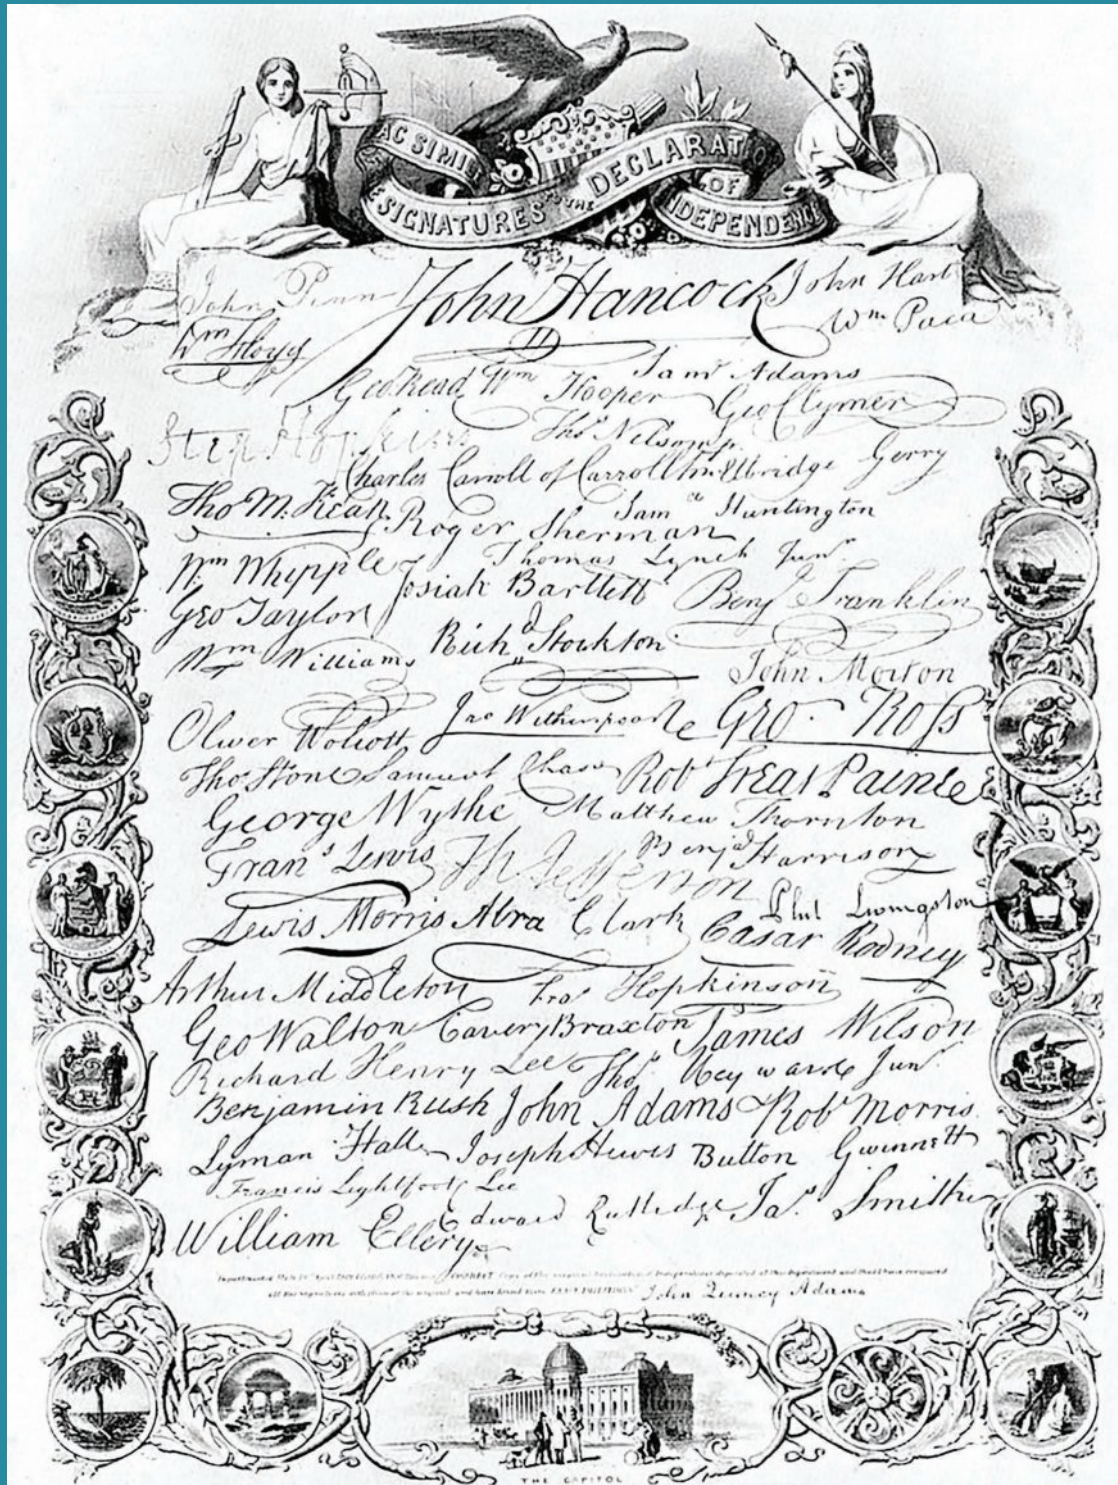 FAC SIMILE
SIGNATURES TO THE DECLARATION
OF
INDEPENDENCE
John Penn John Hancock John Hart
Wm Floyd Wm Paca
Geo Read Wm Hooper Saml Adams
Geo Clymer
Step Hopkins Thos Nelson jr.
Charles Carroll of Carrollton Elbridge Gerry
Tho M:Kean Roger Sherman Saml Huntington
Wm Whipple Thomas Lynch Junr.
Josiah Bartlett Benj Franklin
Geo Taylor
Wm Williams Richd Stockton
John Morton
Oliver Wolcott Jno Witherspoon Geo. Ross
Thos Stone Samuel Chase Robt Treat Paine
George Wythe Matthew Thornton
Frans Lewis Th Jefferson Benja Harrison
Lewis Morris Abra Clark Phil Livingston
Cæsar Rodney
Arthur Middleton Fras Hopkinson
Geo Walton Carter Braxton James Wilson
Richard Henry Lee Thos Heyward Junr.
Benjamin Rush John Adams Robt Morris
Lyman Hall Joseph Hewes Button Gwinnett
Francis Lightfoot Lee
William Ellery Edward Rutledge Jas. Smith
John Quincy Adams
THE CAPITOL